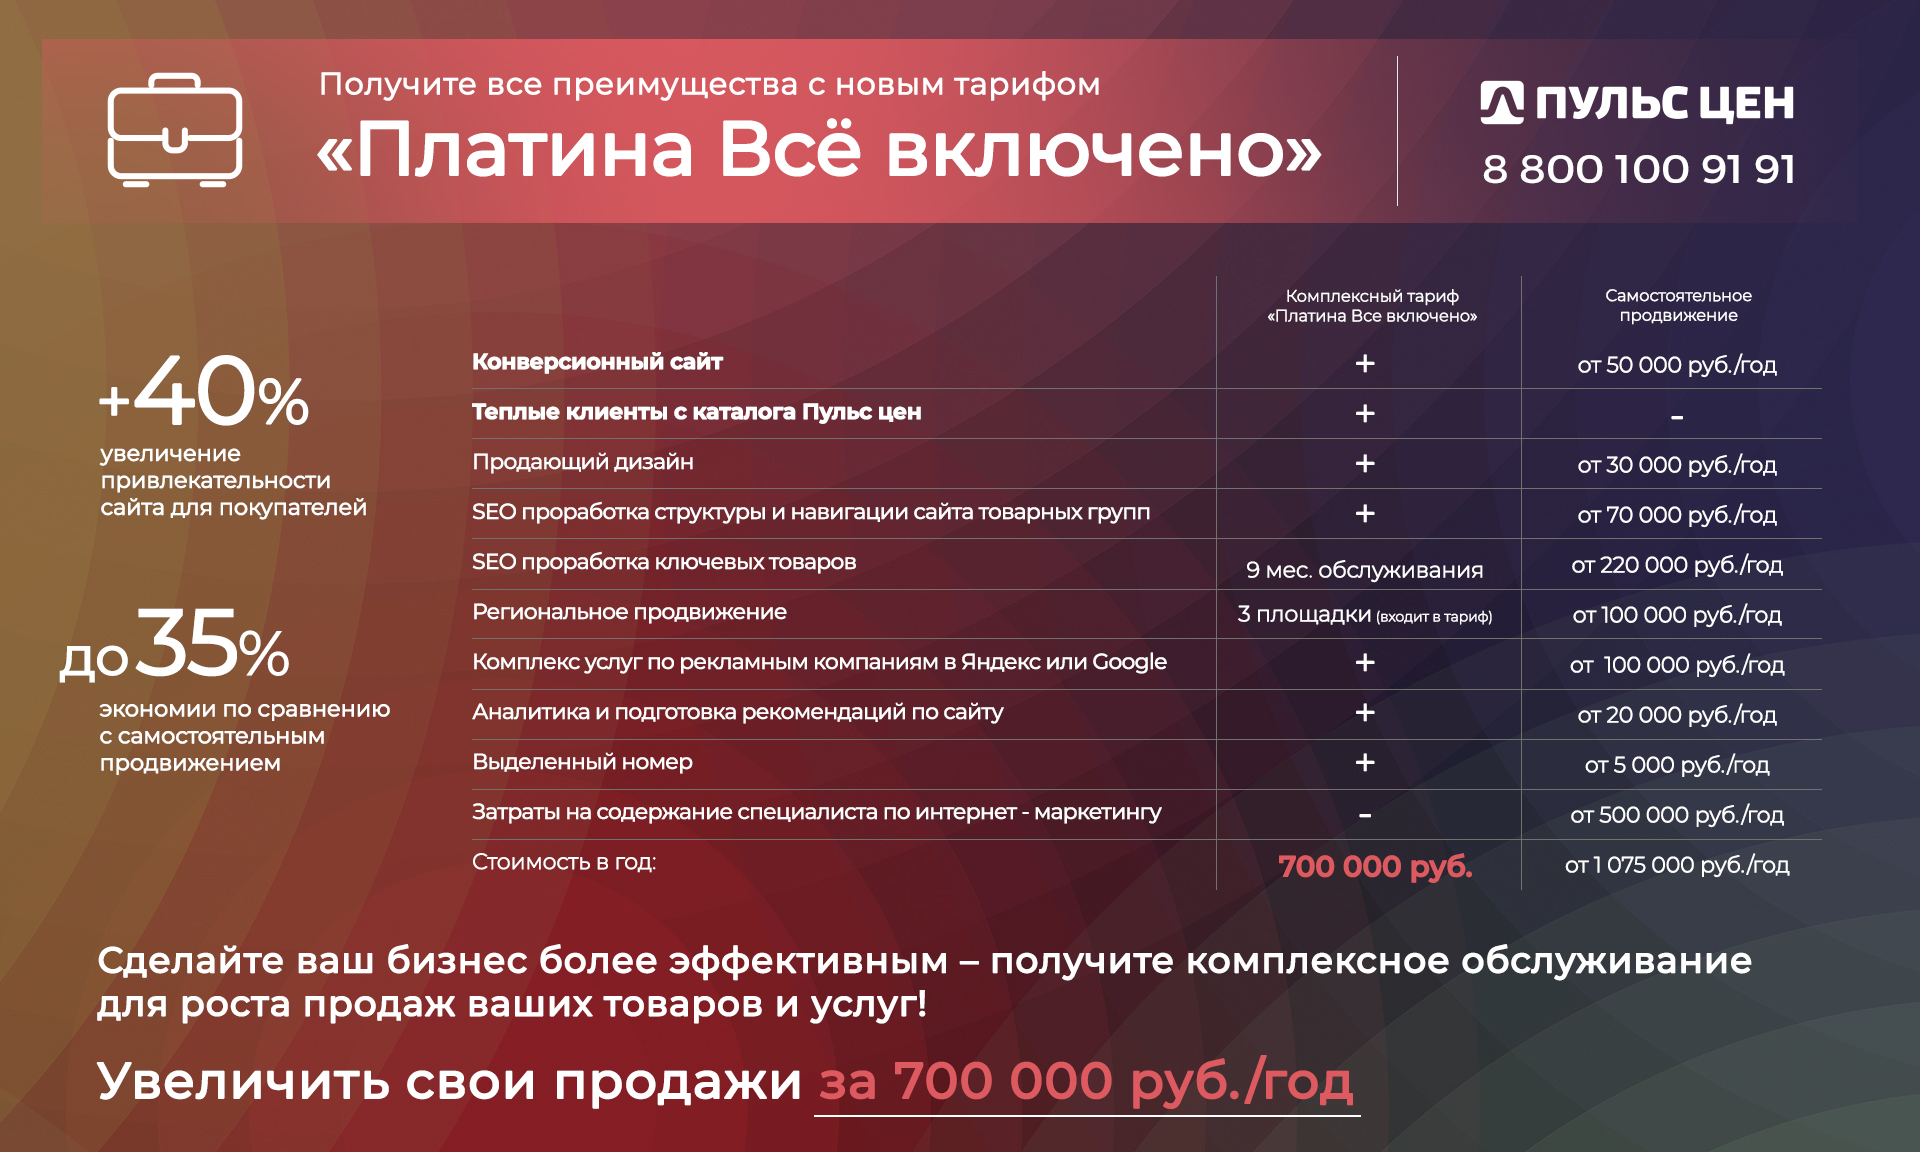 Получите все преимущества с новым тарифом
«Платина Всё включено»
ПУЛЬС ЦЕН
8 800 100 91 91
+40%
увеличение
привлекательности
сайта для покупателей
до 35%
экономии по сравнению
с самостоятельным
продвижением
Комплексный тариф
«Платина Все включено»
Самостоятельное
продвижение
Конверсионный сайт + от 50 000 руб./год
Теплые клиенты с каталога Пульс цен + -
Продающий дизайн + от 30 000 руб./год
SEO проработка структуры и навигации сайта товарных групп + от 70 000 руб./год
SEO проработка ключевых товаров 9 мес. обслуживания от 220 000 руб./год
Региональное продвижение 3 площадки (входит в тариф) от 100 000 руб./год
Комплекс услуг по рекламным компаниям в Яндекс или Google + от 100 000 руб./год
Аналитика и подготовка рекомендаций по сайту + от 20 000 руб./год
Выделенный номер + от 5 000 руб./год
Затраты на содержание специалиста по интернет - маркетингу - от 500 000 руб./год
Стоимость в год: 700 000 руб. от 1 075 000 руб./год
Сделайте ваш бизнес более эффективным – получите комплексное обслуживание
для роста продаж ваших товаров и услуг!
Увеличить свои продажи за 700 000 руб./год